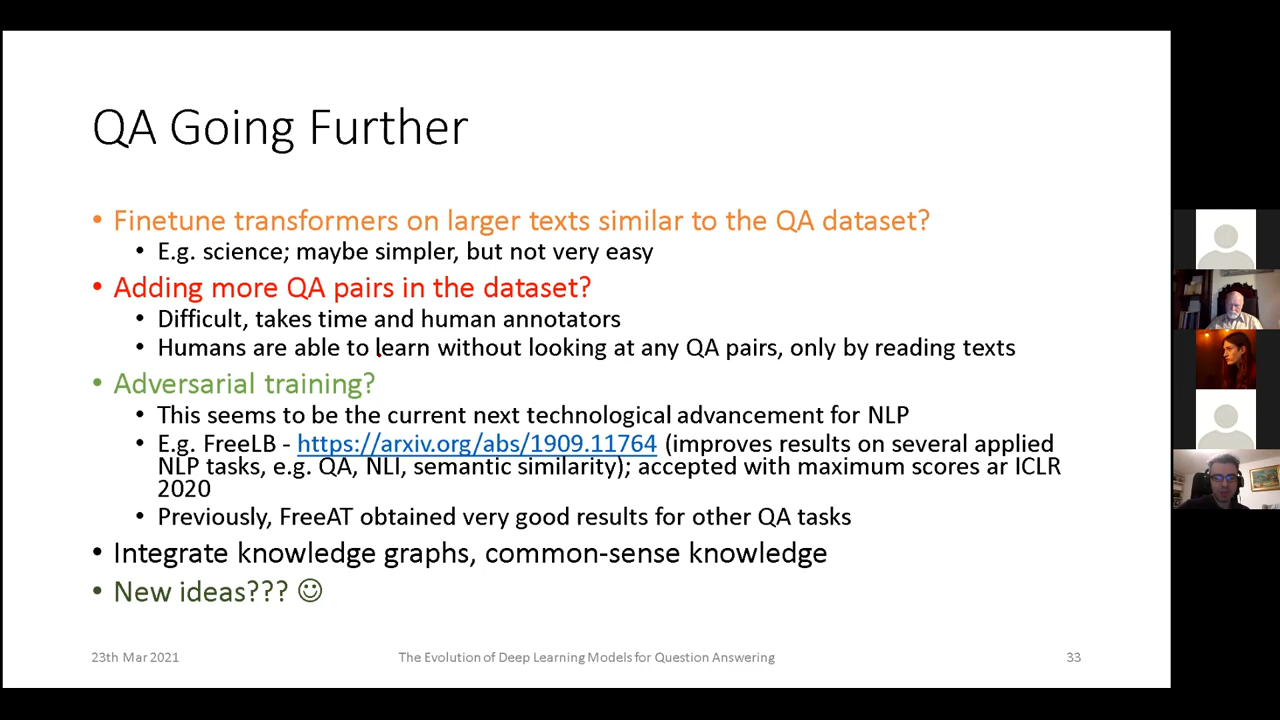 QA Going Further
• Finetune transformers on larger texts similar to the QA dataset?
• E.g. science; maybe simpler, but not very easy
• Adding more QA pairs in the dataset?
• Difficult, takes time and human annotators
• Humans are able to learn without looking at any QA pairs, only by reading texts
• Adversarial training?
• This seems to be the current next technological advancement for NLP
• E.g. FreeLB - https://arxiv.org/abs/1909.11764 (improves results on several applied
NLP tasks, e.g. QA, NLI, semantic similarity); accepted with maximum scores ar ICLR
2020
• Previously, FreeAT obtained very good results for other QA tasks
• Integrate knowledge graphs, common-sense knowledge
• New ideas??? ☺
23th Mar 2021
The Evolution of Deep Learning Models for Question Answering
33